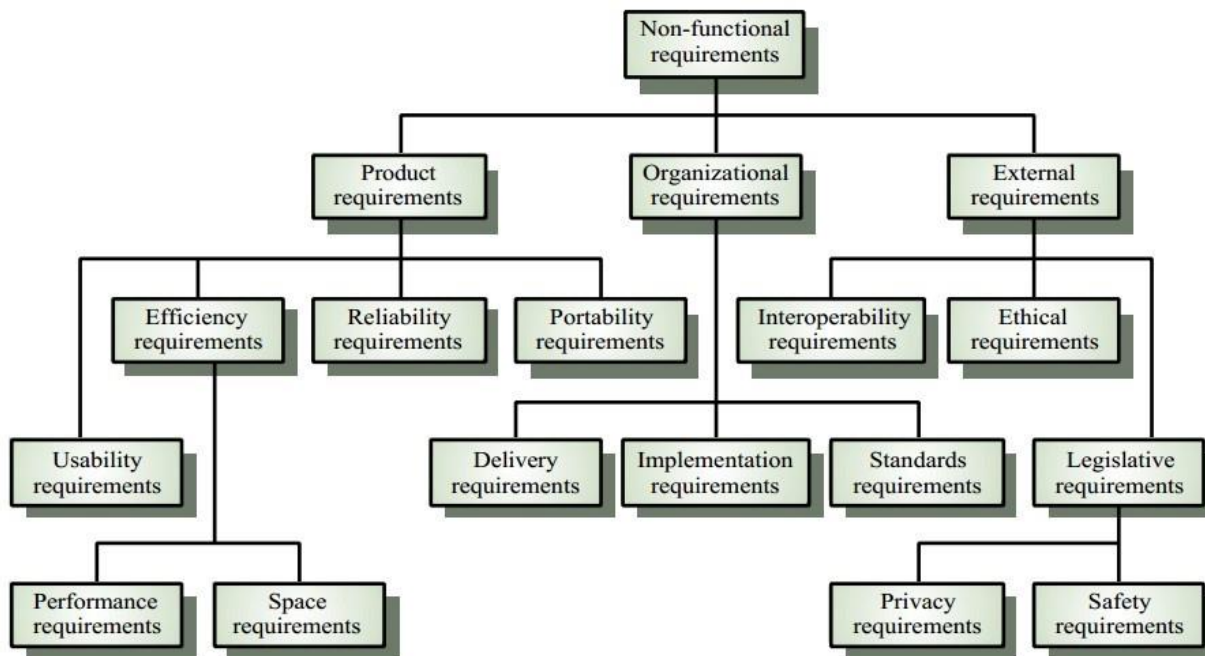 Non-functional
requirements
Product
requirements
Organizational
requirements
External
requirements
Efficiency
requirements
Reliability
requirements
Portability
requirements
Interoperability
requirements
Ethical
requirements
Usability
requirements
Delivery
requirements
Implementation
requirements
Standards
requirements
Legislative
requirements
Performance
requirements
Space
requirements
Privacy
requirements
Safety
requirements